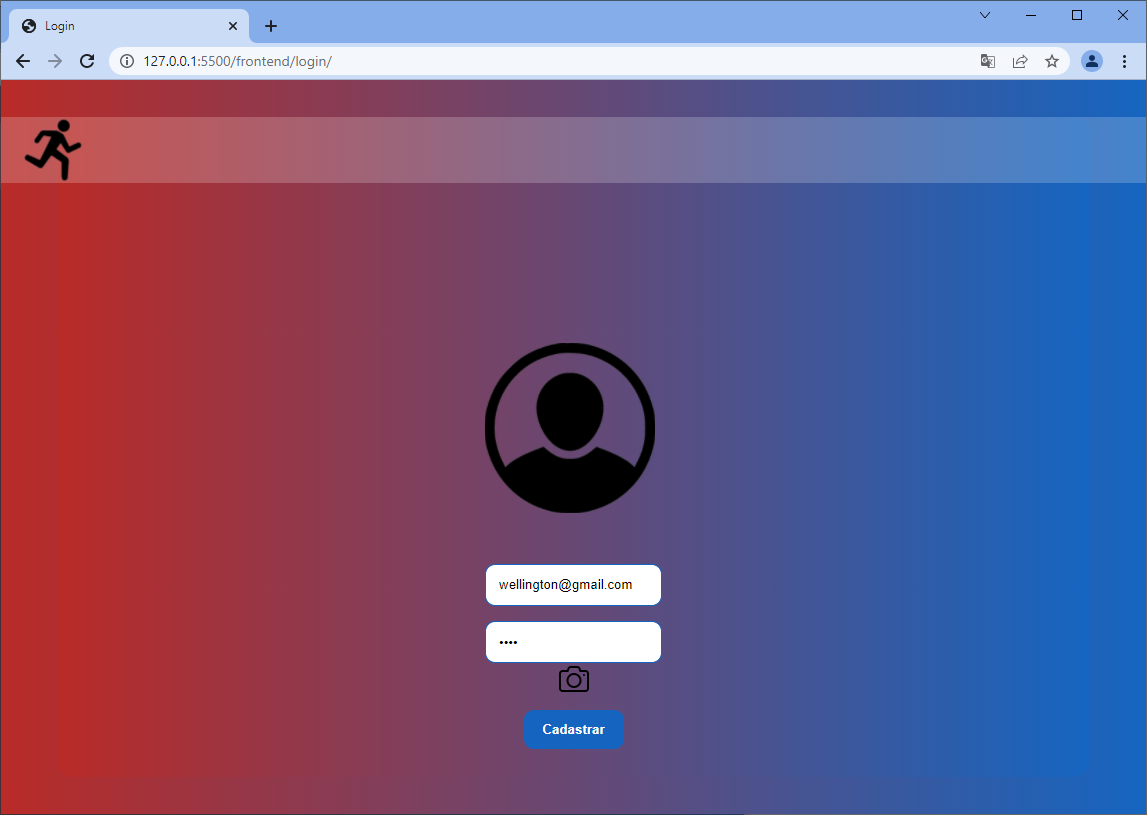 Login
127.0.0.1:5500/frontend/login/
wellington@gmail.com
••••
Cadastrar